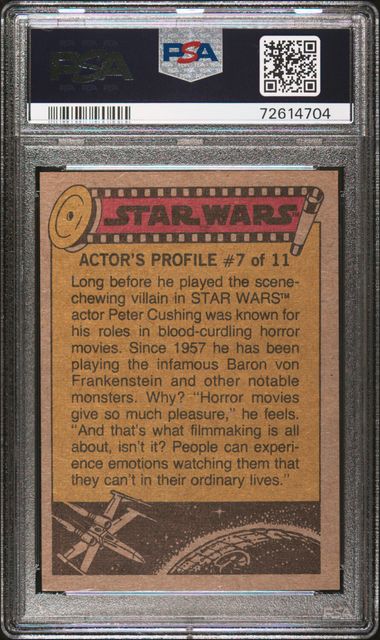 PSA
PSA
72614704
STAR WARS
ACTOR'S PROFILE #7 of 11
Long before he played the scene-
chewing villain in STAR WARS™
actor Peter Cushing was known for
his roles in blood-curdling horror
movies. Since 1957 he has been
playing the infamous Baron von
Frankenstein and other notable
monsters. Why? "Horror movies
give so much pleasure," he feels.
"And that's what filmmaking is all
about, isn't it? People can experi-
ence emotions watching them that
they can't in their ordinary lives."
PSA